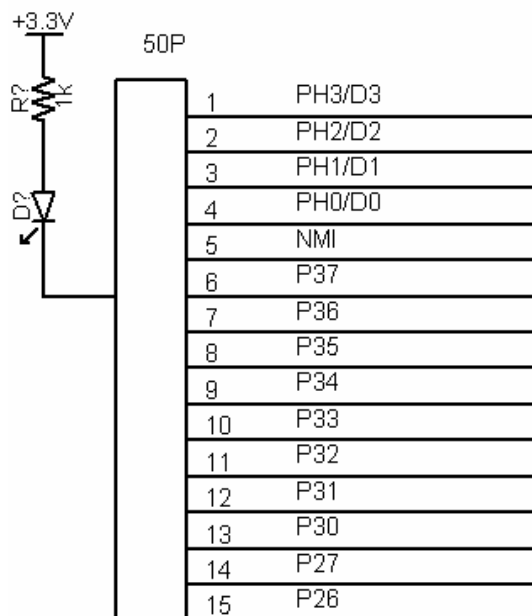 +3.3V
50P
R?
1k
D?
1 PH3/D3
2 PH2/D2
3 PH1/D1
4 PH0/D0
5 NMI
6 P37
7 P36
8 P35
9 P34
10 P33
11 P32
12 P31
13 P30
14 P27
15 P26